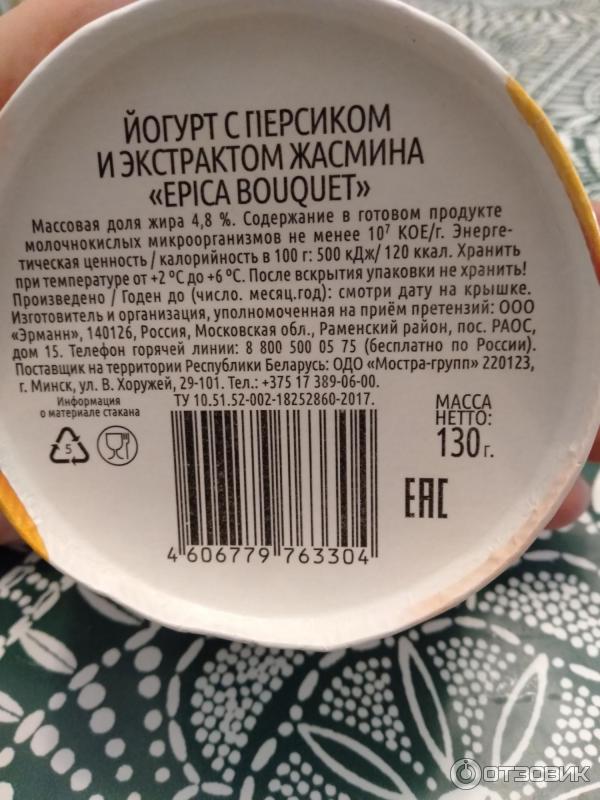 ЙОГУРТ С ПЕРСИКОМ
И ЭКСТРАКТОМ ЖАСМИНА
«EPICA BOUQUET»
Массовая доля жира 4,8 %. Содержание в готовом продукте
молочнокислых микроорганизмов не менее 10⁷ КОЕ/г. Энерге-
тическая ценность / калорийность в 100 г: 500 кДж/ 120 ккал. Хранить
при температуре от +2 ºС до +6 ºС. После вскрытия упаковки не хранить!
Произведено / Годен до (число. месяц.год): смотри дату на крышке.
Изготовитель и организация, уполномоченная на приём претензий: ООО
«Эрманн», 140126, Россия, Московская обл., Раменский район, пос. РАОС,
дом 15. Телефон горячей линии: 8 800 500 05 75 (бесплатно по России).
Поставщик на территории Республики Беларусь: ОДО «Мостра-групп» 220123,
г. Минск, ул. В. Хоружей, 29-101. Тел.: +375 17 389-06-00.
Информация
о материале стакана
ТУ 10.51.52-002-18252860-2017.
МАССА
НЕТТО:
130 г.
5
EAC
4 606779 763304
ОТЗОВИК